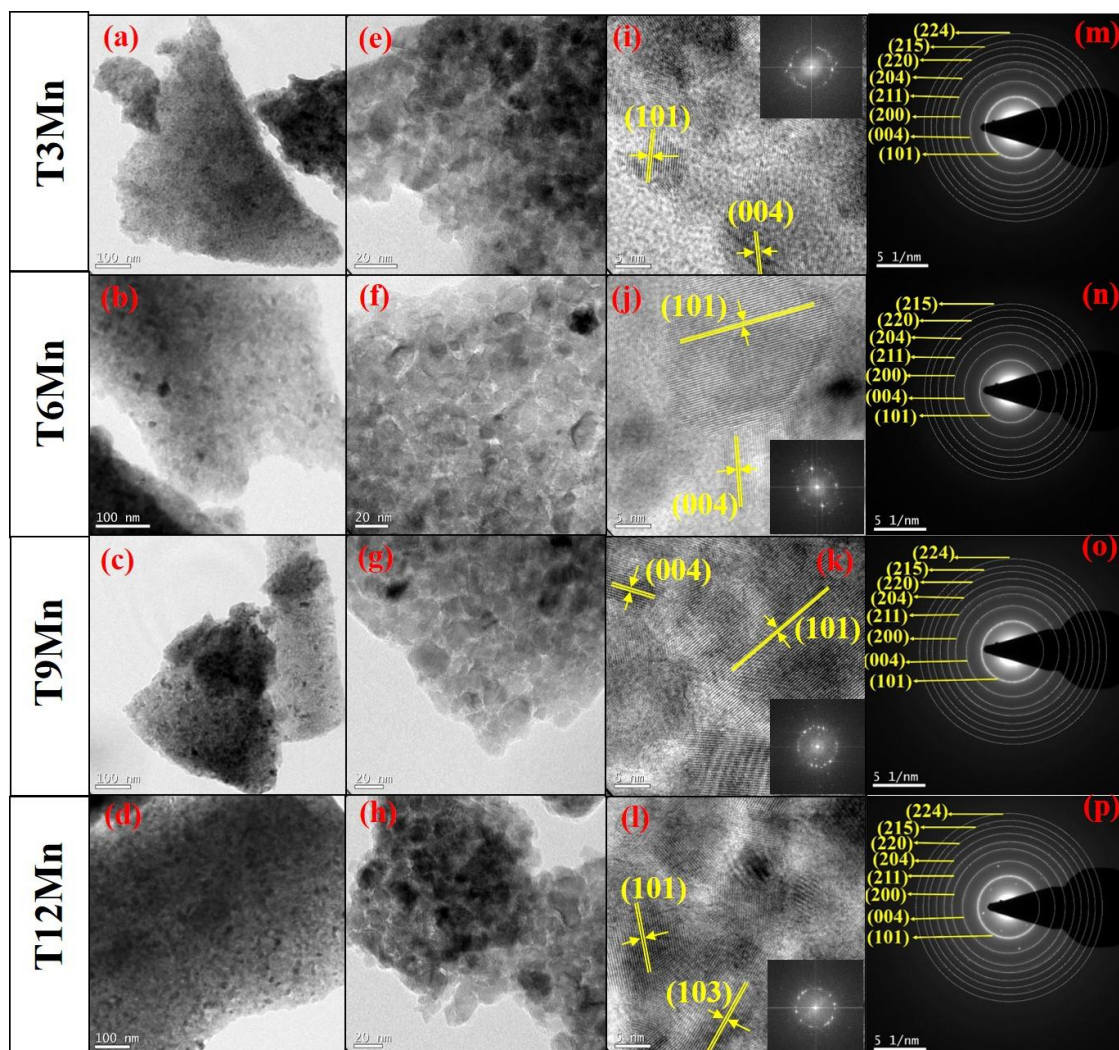 T3Mn
(a)
100 nm
(e)
20 nm
(i)
(101)
(004)
5 nm
(m)
(224)
(215)
(220)
(204)
(211)
(200)
(004)
(101)
5 1/nm
T6Mn
(b)
100 nm
(f)
20 nm
(j)
(101)
(004)
5 nm
(n)
(215)
(220)
(204)
(211)
(200)
(004)
(101)
5 1/nm
T9Mn
(c)
100 nm
(g)
20 nm
(k)
(004)
(101)
5 nm
(o)
(224)
(215)
(220)
(204)
(211)
(200)
(004)
(101)
5 1/nm
T12Mn
(d)
100 nm
(h)
20 nm
(l)
(101)
(103)
5 nm
(p)
(224)
(215)
(220)
(204)
(211)
(200)
(004)
(101)
5 1/nm